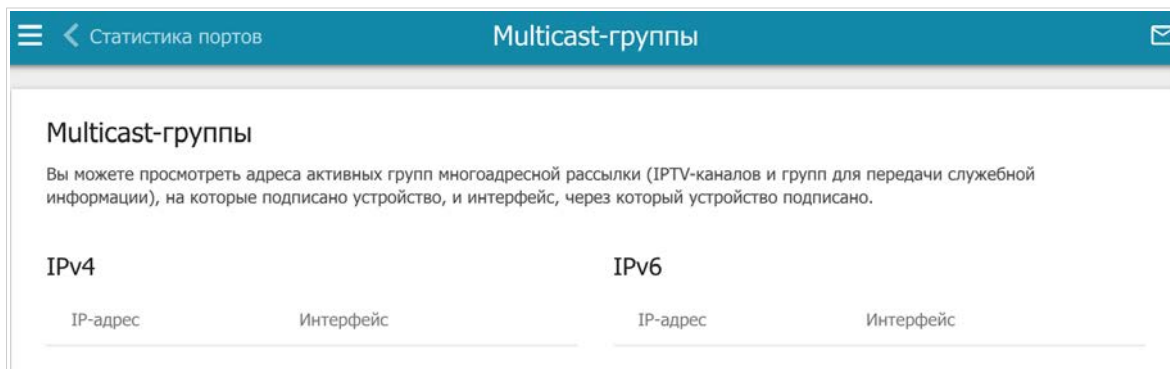 Статистика портов
Multicast-группы
Multicast-группы
Вы можете просмотреть адреса активных групп многоадресной рассылки (IPTV-каналов и групп для передачи служебной
информации), на которые подписано устройство, и интерфейс, через который устройство подписано.
IPv4
IPv6
IP-адрес Интерфейс
IP-адрес Интерфейс